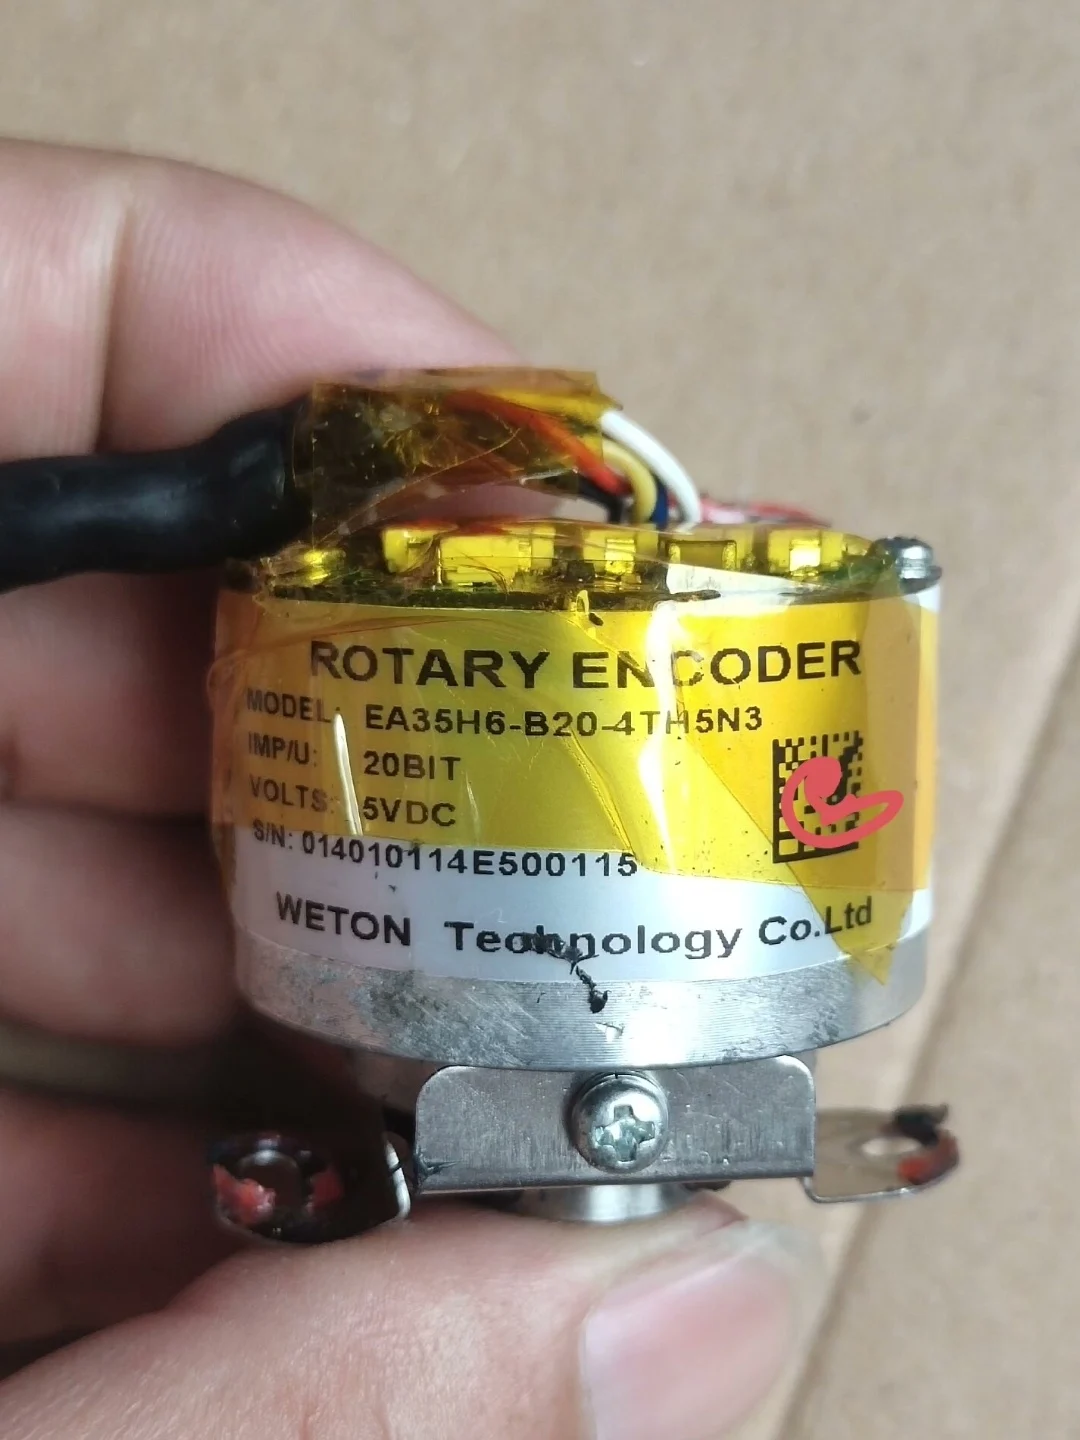 ROTARY ENCODER
MODEL: EA35H6-B20-4TH5N3
IMP/U: 20BIT
VOLTS: 5VDC
S/N: 014010114E500115
WETON Technology Co.Ltd